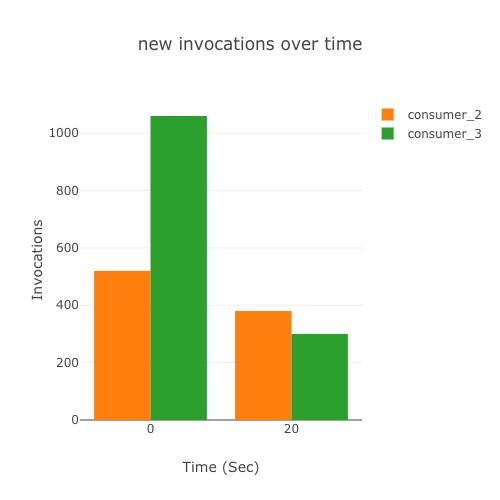 new invocations over time
consumer_2
consumer_3
1000
800
600
400
200
0
Invocations
0
20
Time (Sec)